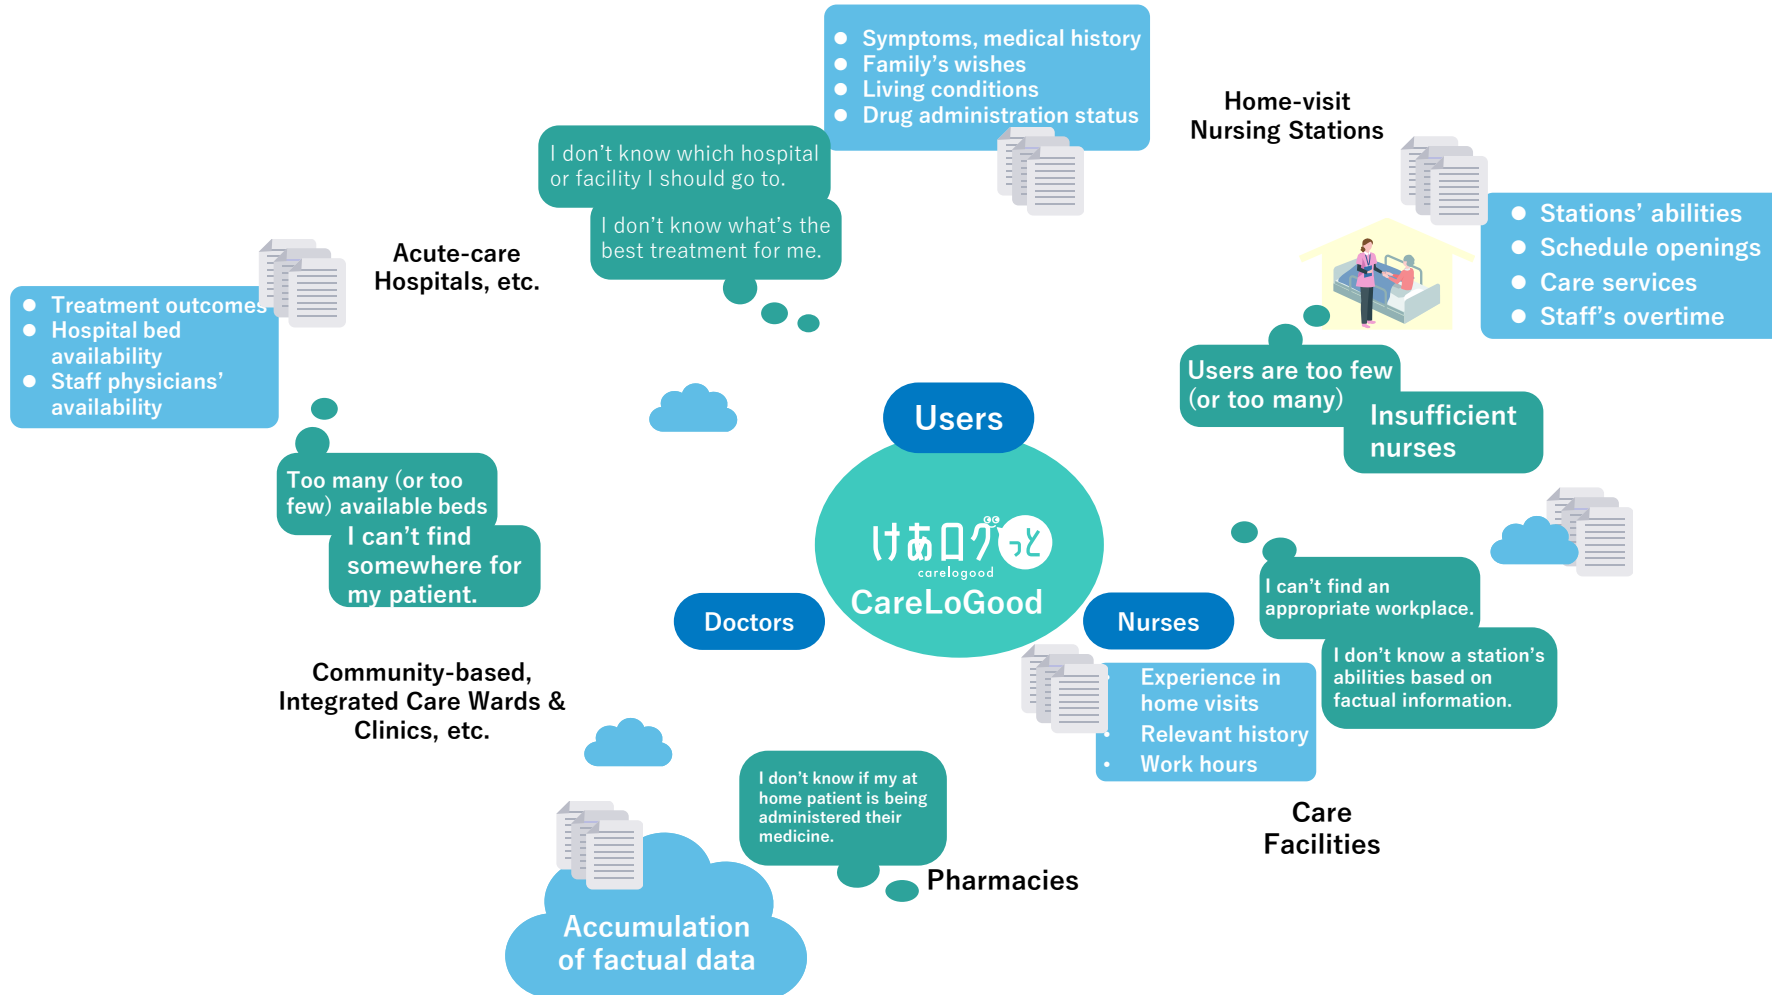 Symptoms, medical history
Family's wishes
Living conditions
Drug administration status
Home-visit
Nursing Stations
I don't know which hospital
or facility I should go to.
I don't know what's the
best treatment for me.
Stations' abilities
Schedule openings
Care services
Staff's overtime
Acute-care
Hospitals, etc.
Treatment outcomes
Hospital bed
availability
Staff physicians'
availability
Users are too few
(or too many)
Insufficient
nurses
Users
Too many (or too
few) available beds
I can't find
somewhere for
my patient.
けあログっと
carelogood
CareLoGood
Doctors
Nurses
I can't find an
appropriate workplace.
I don't know a station's
abilities based on
factual information.
Community-based,
Integrated Care Wards &
Clinics, etc.
Experience in
home visits
Relevant history
Work hours
I don't know if my at
home patient is being
administered their
medicine.
Care
Facilities
Pharmacies
Accumulation
of factual data